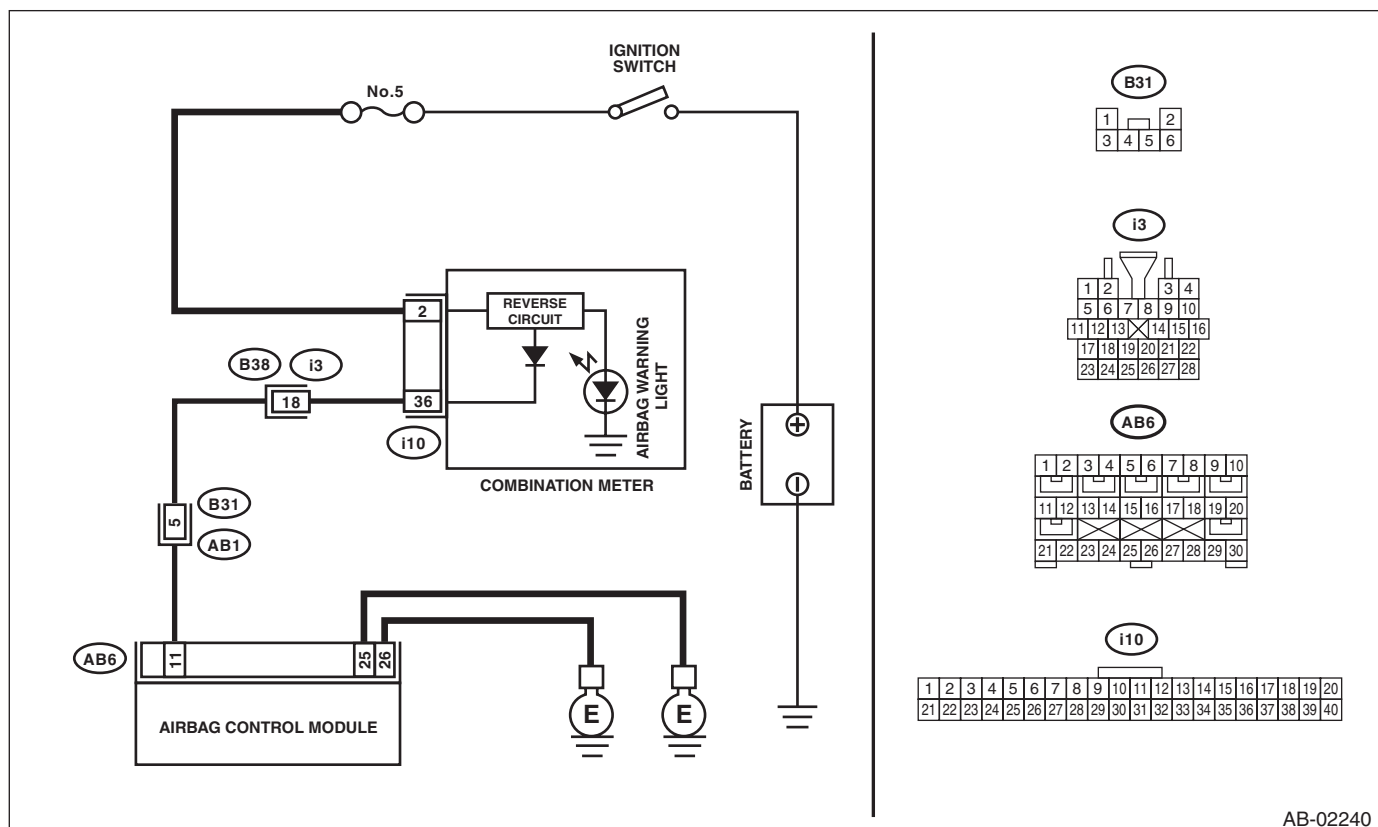 IGNITION
SWITCH
No.5
2
REVERSE
CIRCUIT
AIRBAG WARNING
LIGHT
B38 i3
18
36
i10
COMBINATION METER
BATTERY
5
B31
AB1
AB6
11
25
26
E
E
AIRBAG CONTROL MODULE
B31
1 2
3 4 5 6
i3
1 2 3 4
5 6 7 8 9 10
11 12 13 14 15 16
17 18 19 20 21 22
23 24 25 26 27 28
AB6
1 2 3 4 5 6 7 8 9 10
11 12 13 14 15 16 17 18 19 20
21 22 23 24 25 26 27 28 29 30
i10
1 2 3 4 5 6 7 8 9 10 11 12 13 14 15 16 17 18 19 20
21 22 23 24 25 26 27 28 29 30 31 32 33 34 35 36 37 38 39 40
AB-02240